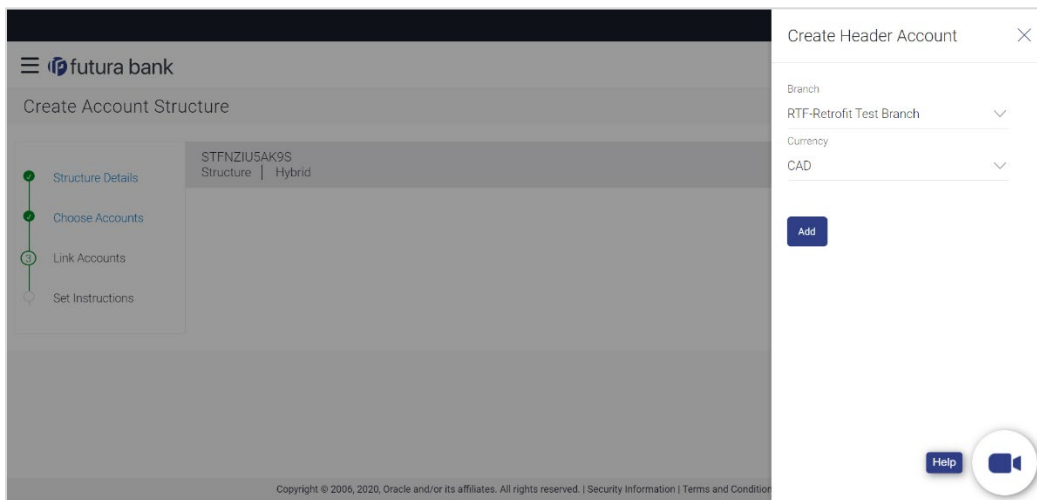 Create Header Account
futura bank
Create Account Structure
Branch
RTF-Retrofit Test Branch
Currency
CAD
Add
STFNZIU5AK9S
Structure | Hybrid
Structure Details
Choose Accounts
3 Link Accounts
Set Instructions
Help
Copyright © 2006, 2020, Oracle and/or its affiliates. All rights reserved. | Security Information | Terms and Condition